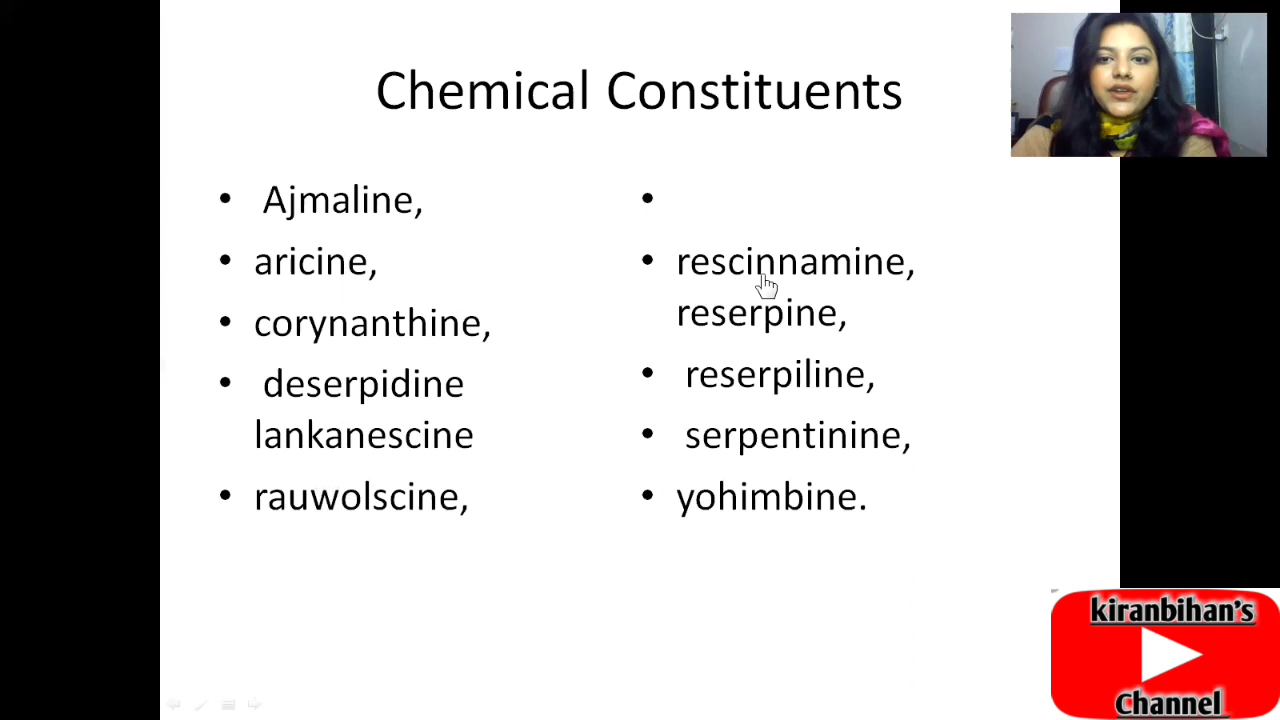 Chemical Constituents
• Ajmaline,
• aricine,
• corynanthine,
• deserpidine
lankanescine
• rauwolscine,
•
• rescinnamine,
reserpine,
• reserpiline,
• serpentinine,
• yohimbine.
kiranbihan's
Channel